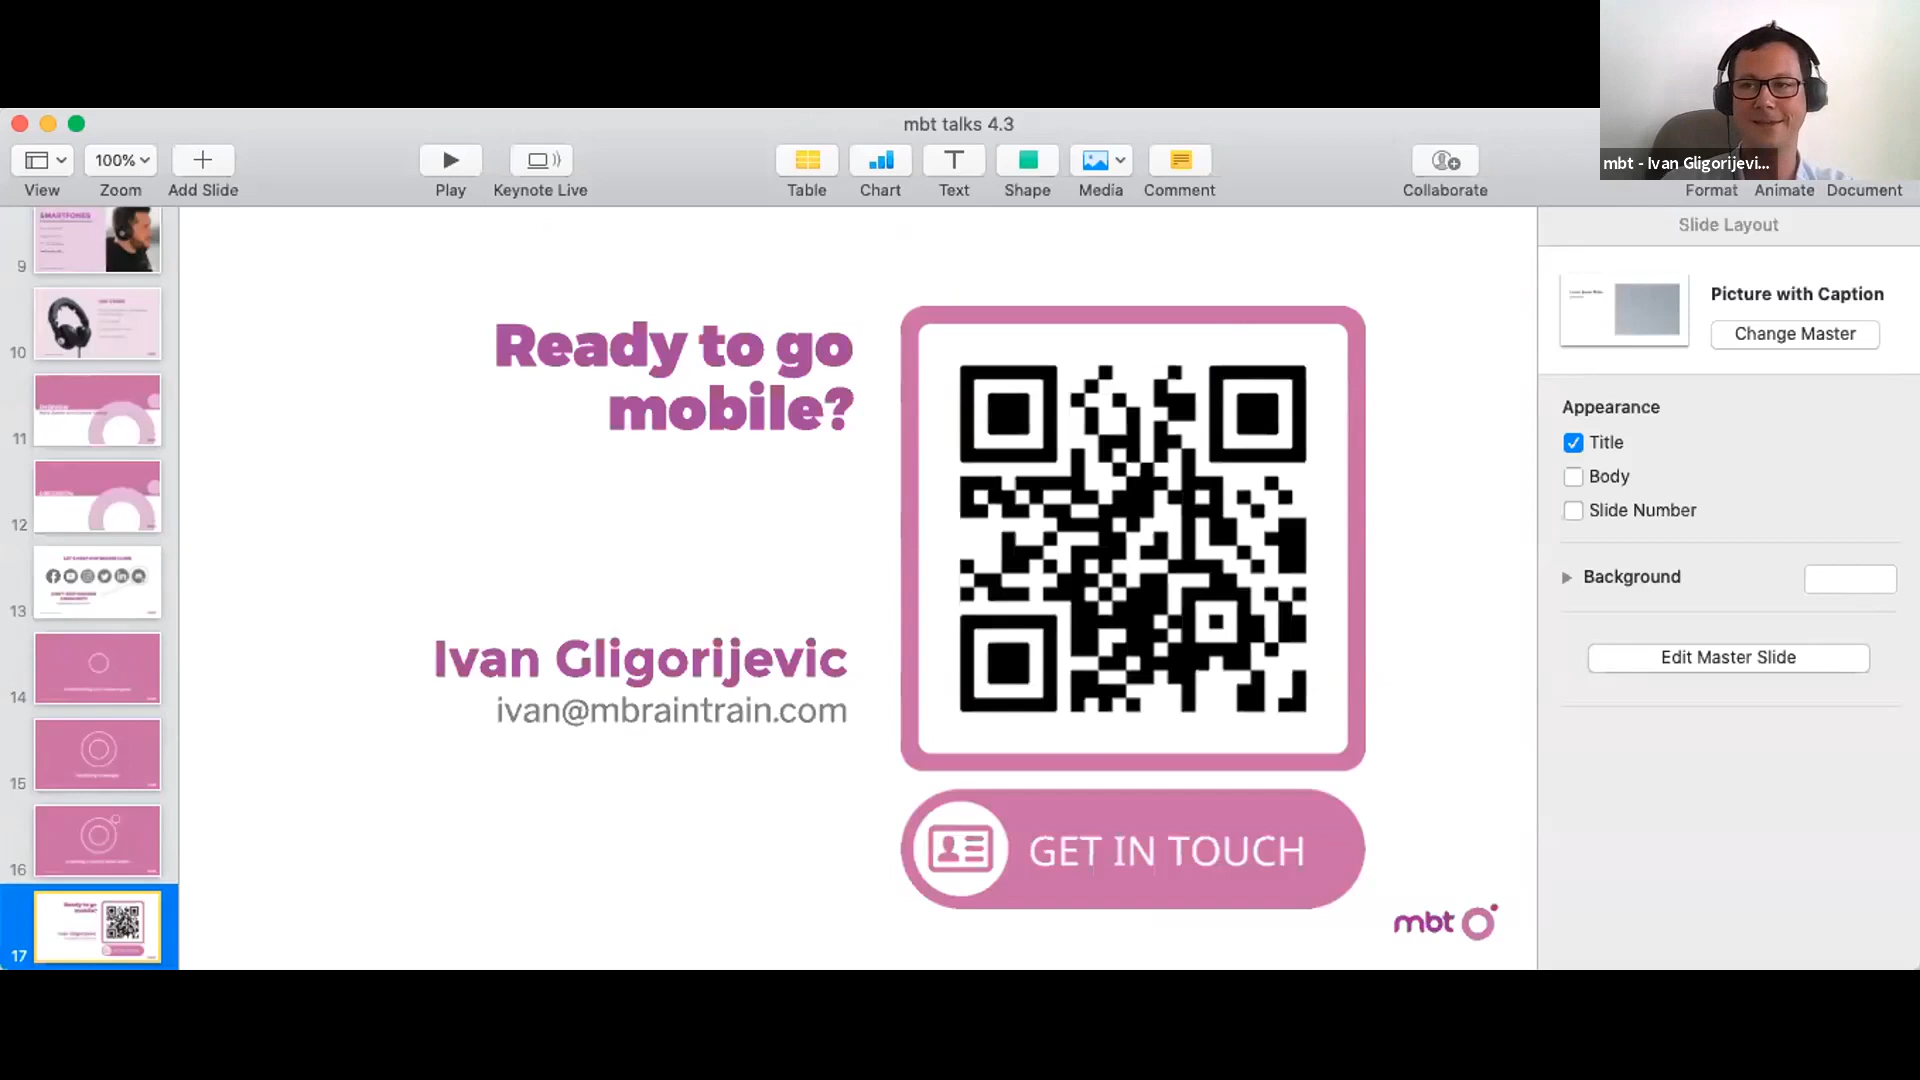 mbt talks 4.3
100%
View
Zoom
Add Slide
Play
Keynote Live
Table
Chart
Text
Shape
Media
Comment
Collaborate
mbt - Ivan Gligorijevi...
Format
Animate
Document
SMARTFONES
9
10
11
12
13
14
15
16
17
Ready to go
mobile?
Ivan Gligorijevic
ivan@mbraintrain.com
GET IN TOUCH
mbt
Slide Layout
Picture with Caption
Change Master
Appearance
Title
Body
Slide Number
Background
Edit Master Slide